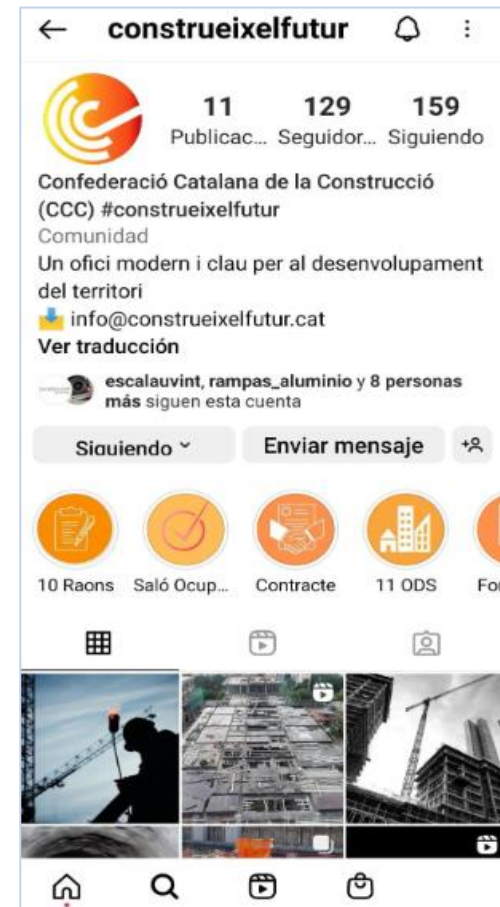 construeixelfutur
11 129 159
Publicac... Seguidor... Siguiendo
Confederació Catalana de la Construcció
(CCC) #construeixelfutur
Comunidad
Un ofici modern i clau per al desenvolupament
del territori
info@construeixelfutur.cat
Ver traducción
escalauvint, rampas_aluminio y 8 personas
más siguen esta cuenta
Siguiendo Enviar mensaje
10 Raons Saló Ocup... Contracte 11 ODS For